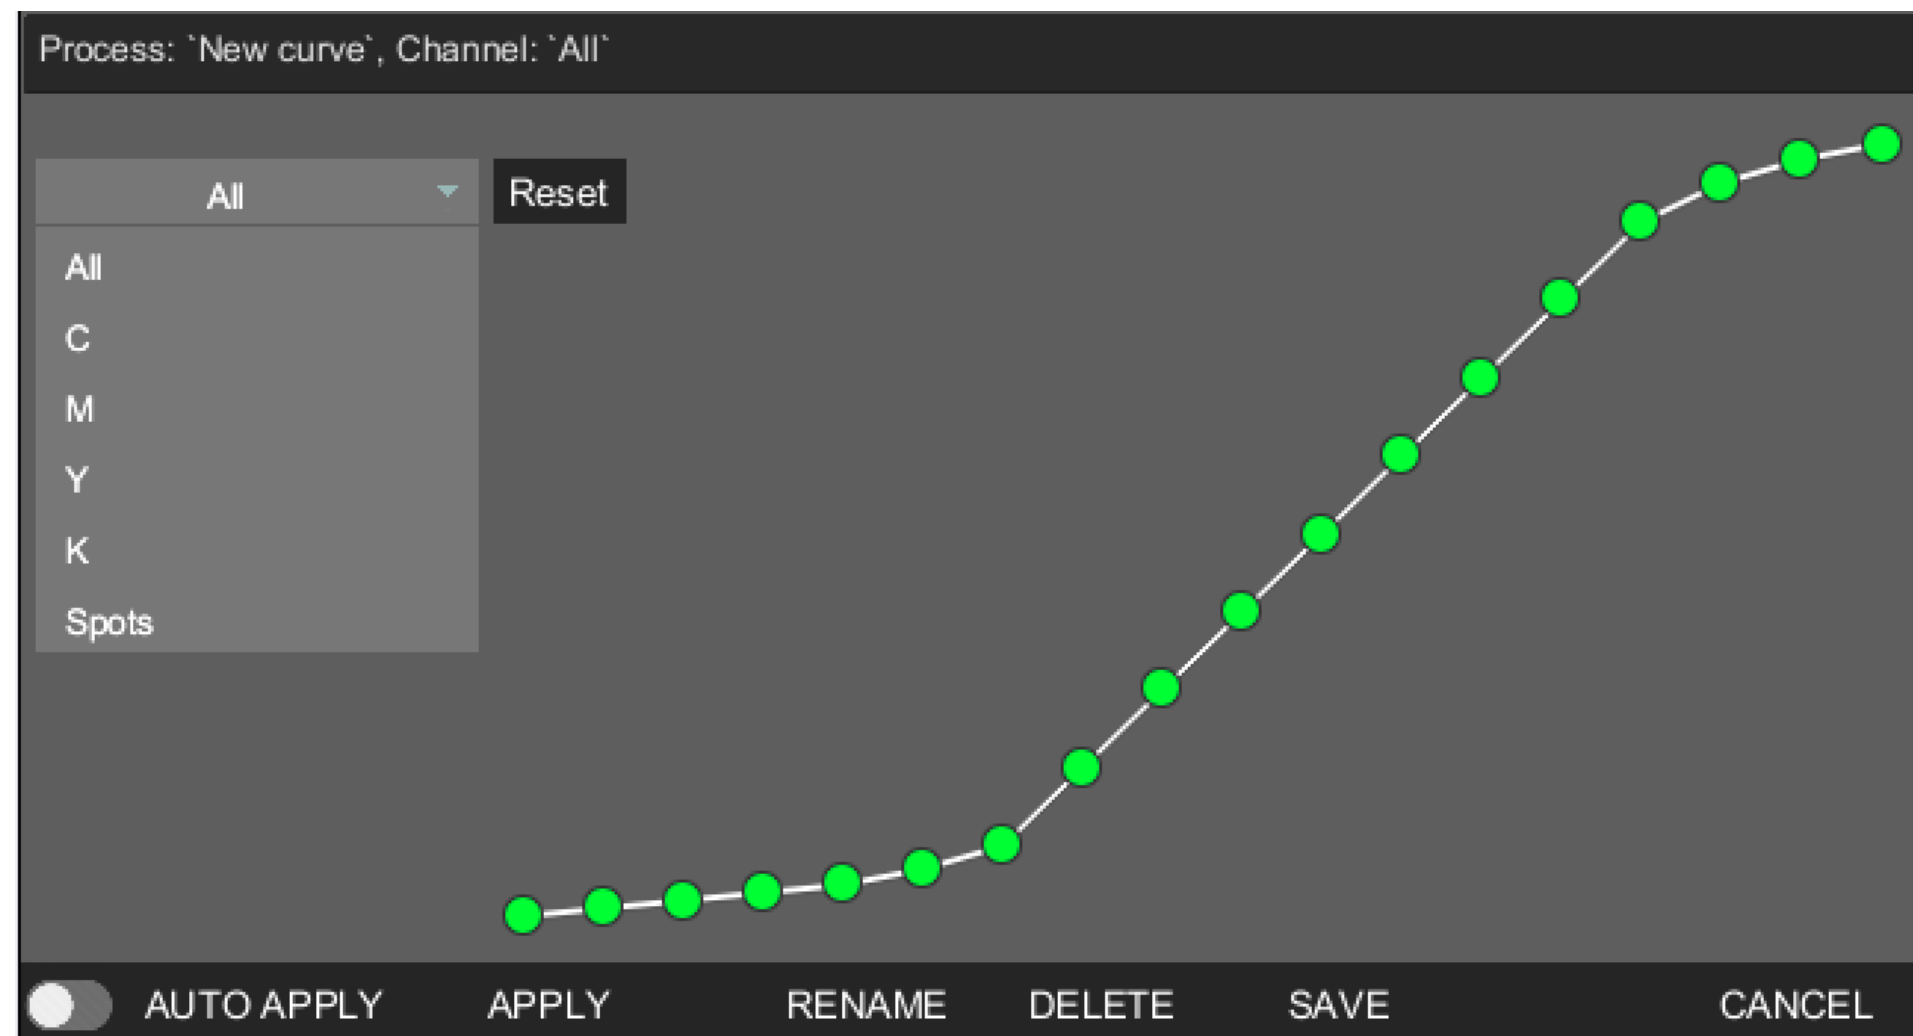 Process: `New curve`, Channel: `All`
All
Reset
All
C
M
Y
K
Spots
AUTO APPLY APPLY RENAME DELETE SAVE CANCEL